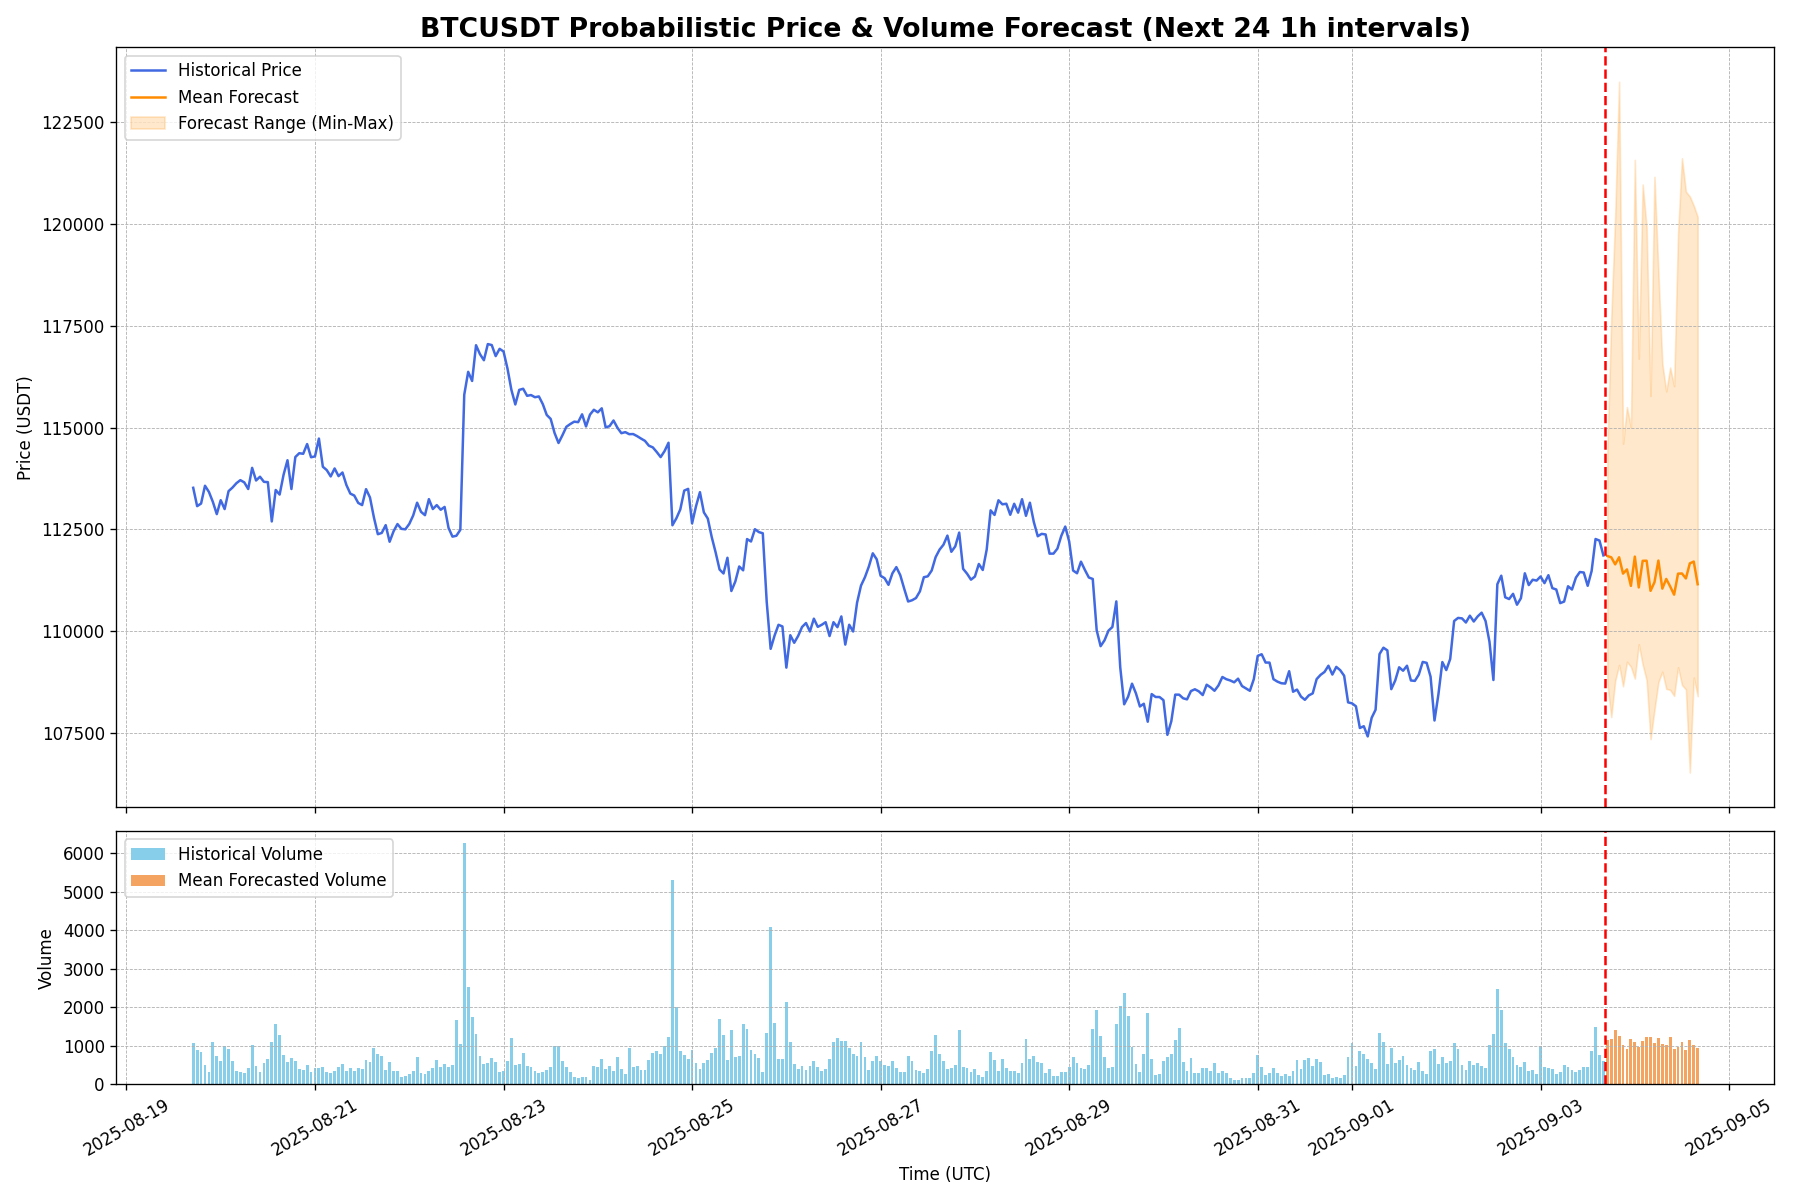 BTCUSDT Probabilistic Price & Volume Forecast (Next 24 1h intervals)
Historical Price
Mean Forecast
Forecast Range (Min-Max)
Price (USDT)
122500
120000
117500
115000
112500
110000
107500
Historical Volume
Mean Forecasted Volume
Volume
6000
5000
4000
3000
2000
1000
0
2025-08-19
2025-08-21
2025-08-23
2025-08-25
2025-08-27
2025-08-29
2025-08-31
2025-09-01
2025-09-03
2025-09-05
Time (UTC)